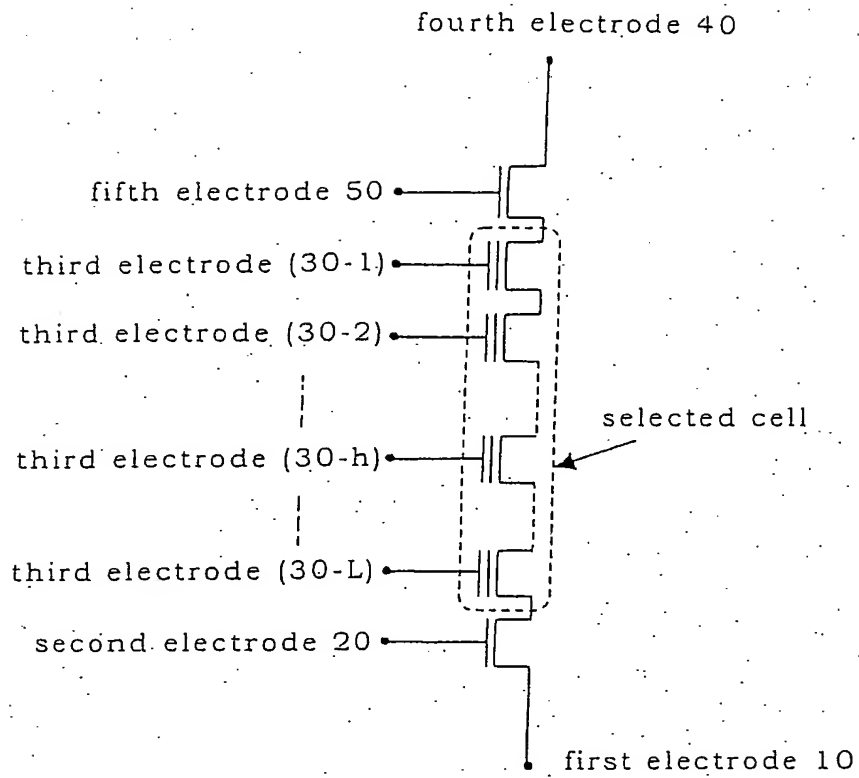 fourth electrode 40
fifth electrode 50
third electrode (30-1)
third electrode (30-2)
selected cell
third electrode (30-h)
third electrode (30-L)
second electrode 20
first electrode 10